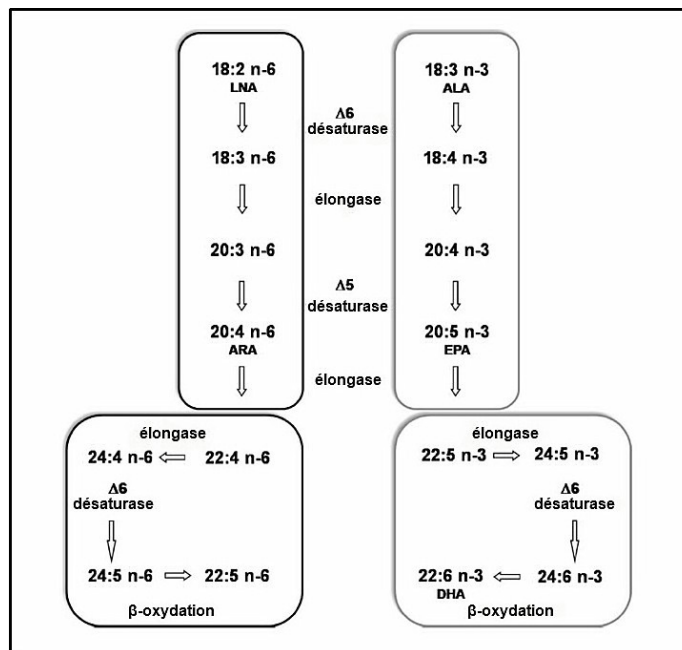 18:2 n-6
LNA
18:3 n-3
ALA
Δ6
désaturase
18:3 n-6
18:4 n-3
élongase
20:3 n-6
20:4 n-3
Δ5
désaturase
20:4 n-6
ARA
20:5 n-3
EPA
élongase
élongase
24:4 n-6
22:4 n-6
Δ6
désaturase
24:5 n-6
22:5 n-6
β-oxydation
élongase
22:5 n-3
24:5 n-3
Δ6
désaturase
22:6 n-3
DHA
24:6 n-3
β-oxydation